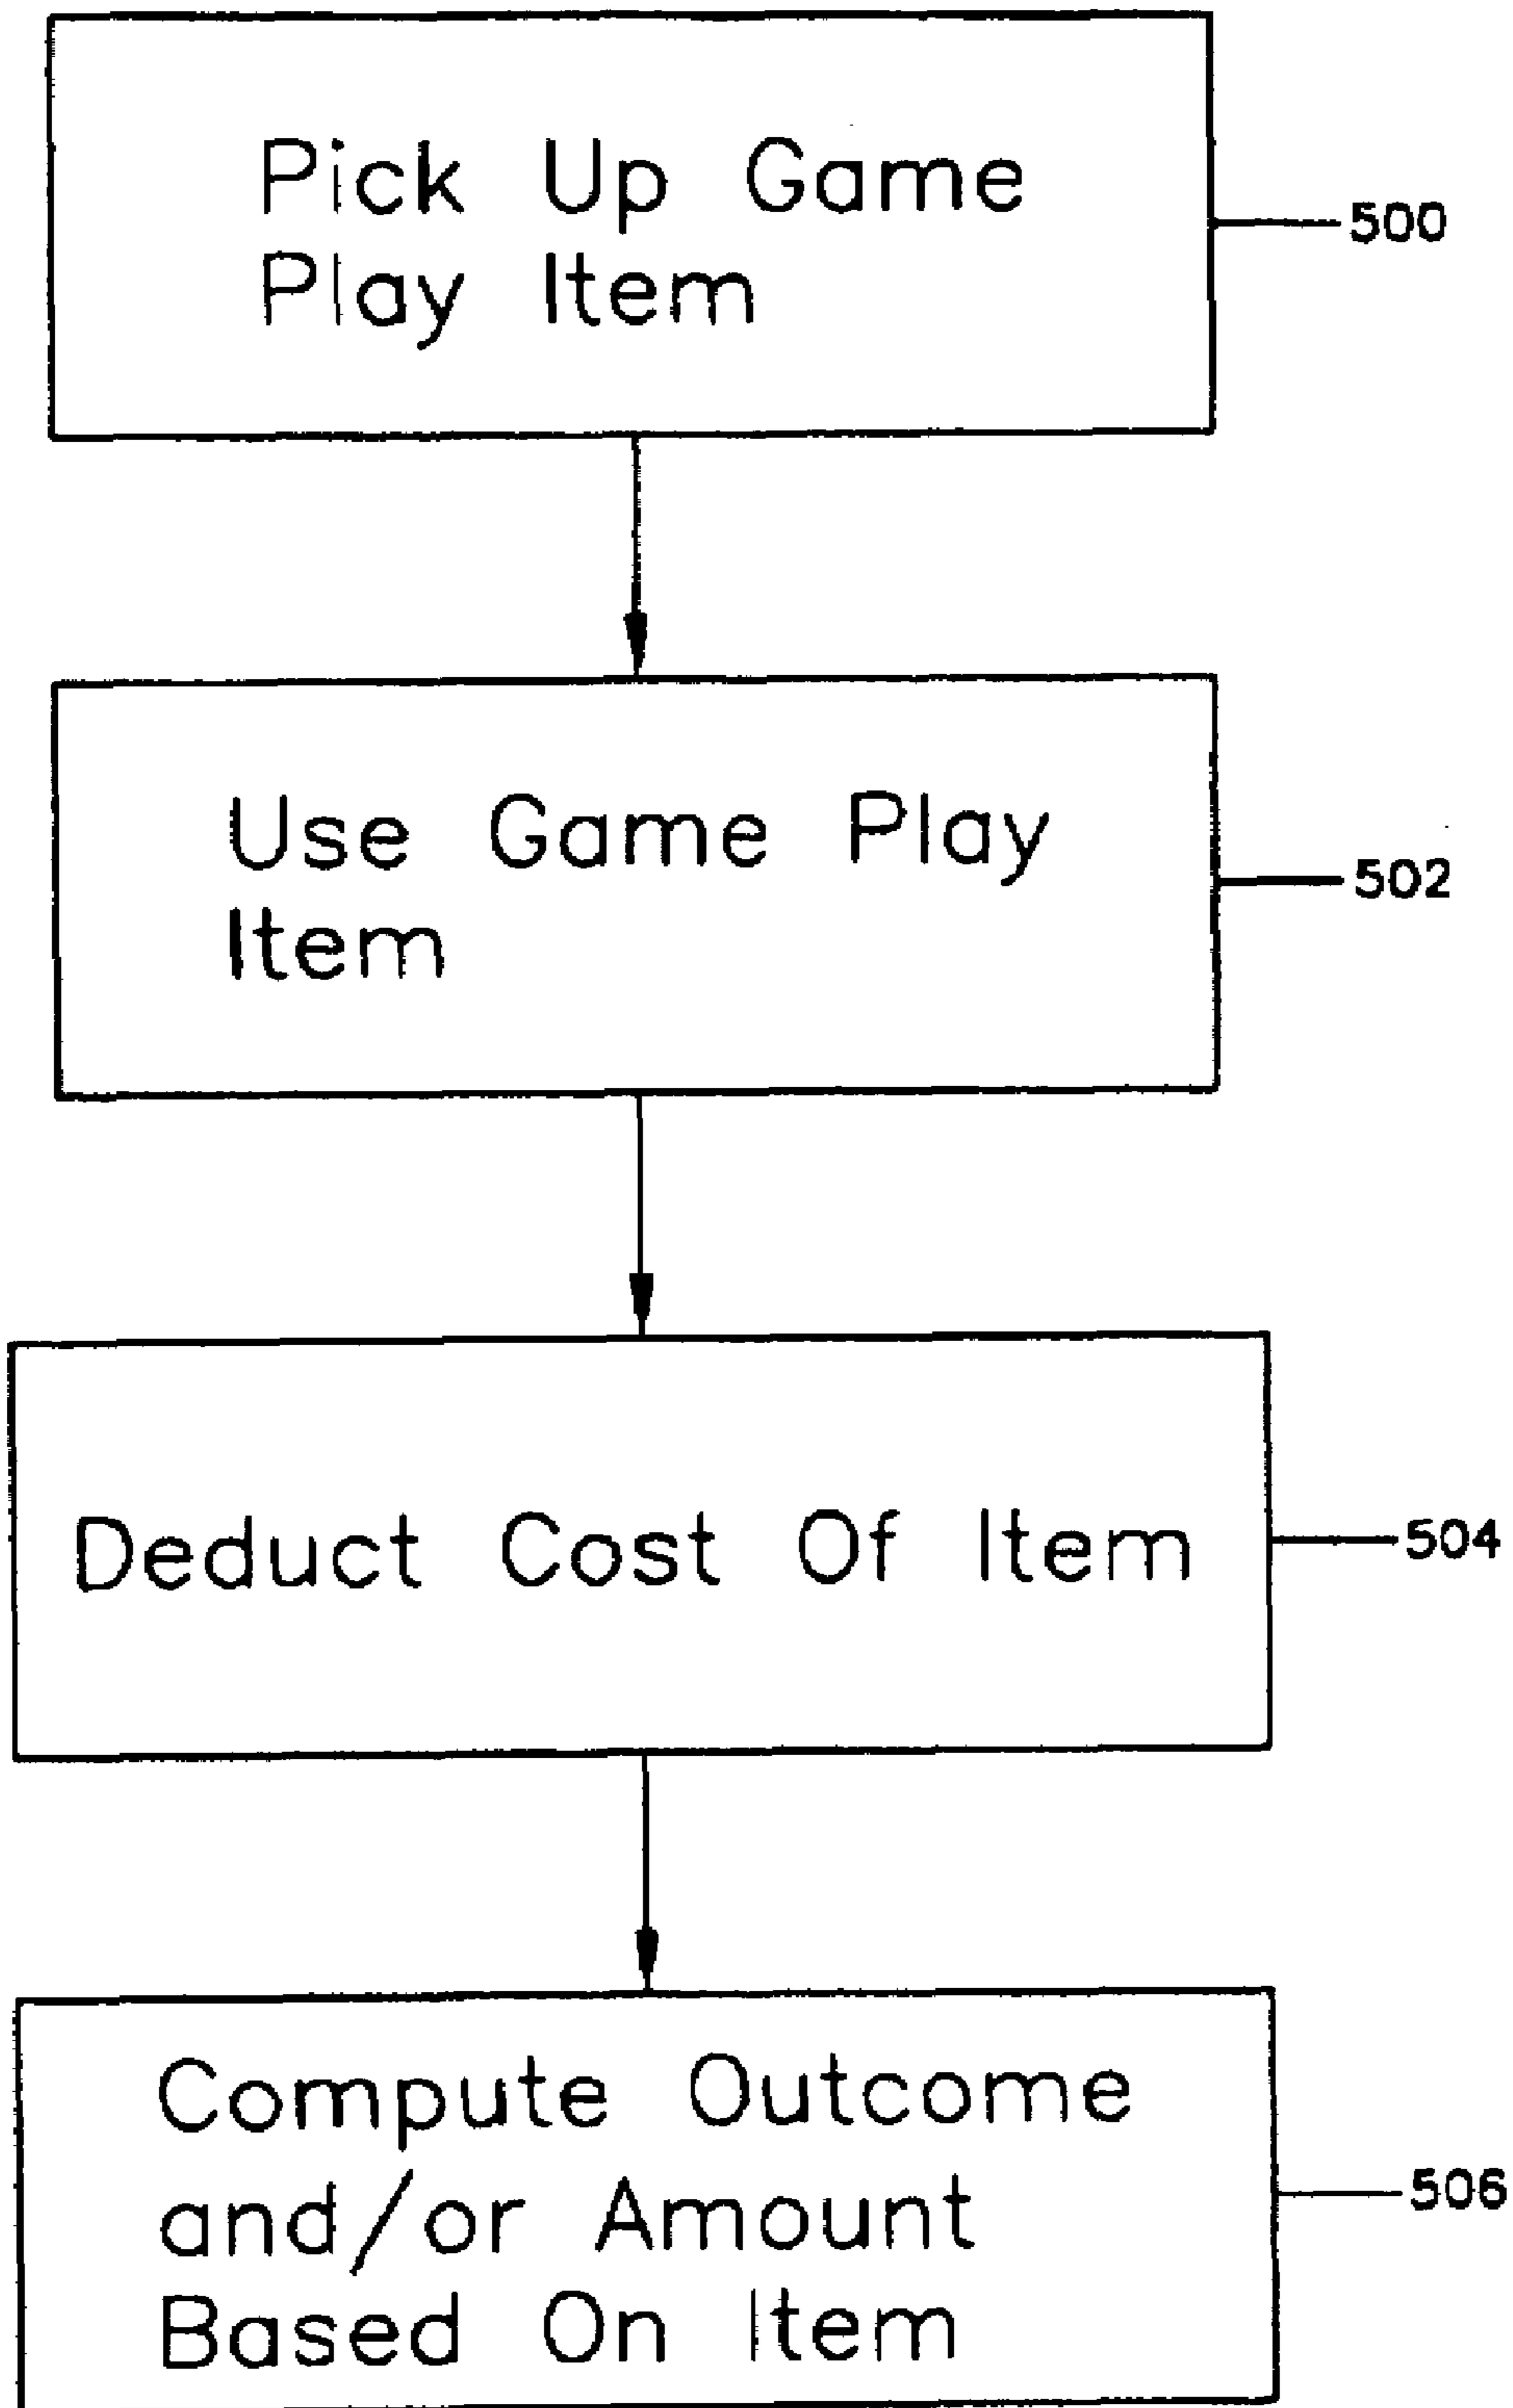 Pick Up Game
Play Item
500
Use Game Play
Item
502
Deduct Cost Of Item
504
Compute Outcome
and/or Amount
Based On Item
506